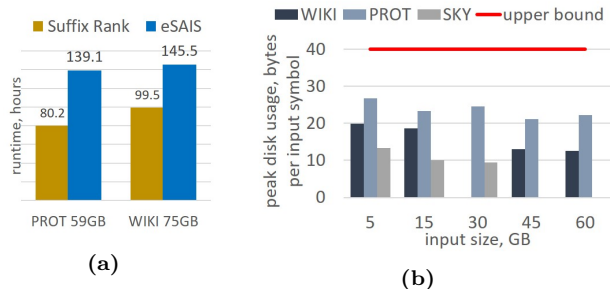 Suffix Rank eSAIS
runtime, hours
80.2 139.1 99.5 145.5
PROT 59GB WIKI 75GB
(a)
WIKI PROT SKY upper bound
peak disk usage, bytes
per input symbol
40
30
20
10
0
5 15 30 45 60
input size, GB
(b)